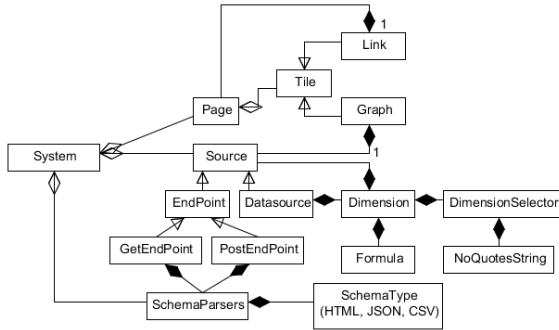 1
Link
Tile
Page
Graph
System
Source
1
EndPoint
Datasource
Dimension
DimensionSelector
GetEndPoint
PostEndPoint
Formula
NoQuotesString
SchemaParsers
SchemaType
(HTML, JSON, CSV)